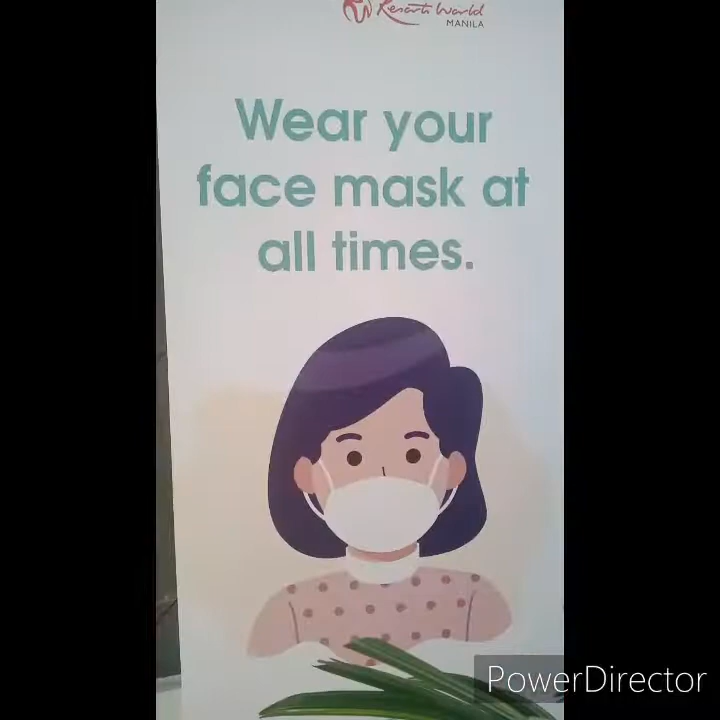 Resorts World
MANILA
Wear your
face mask at
all times.
PowerDirector